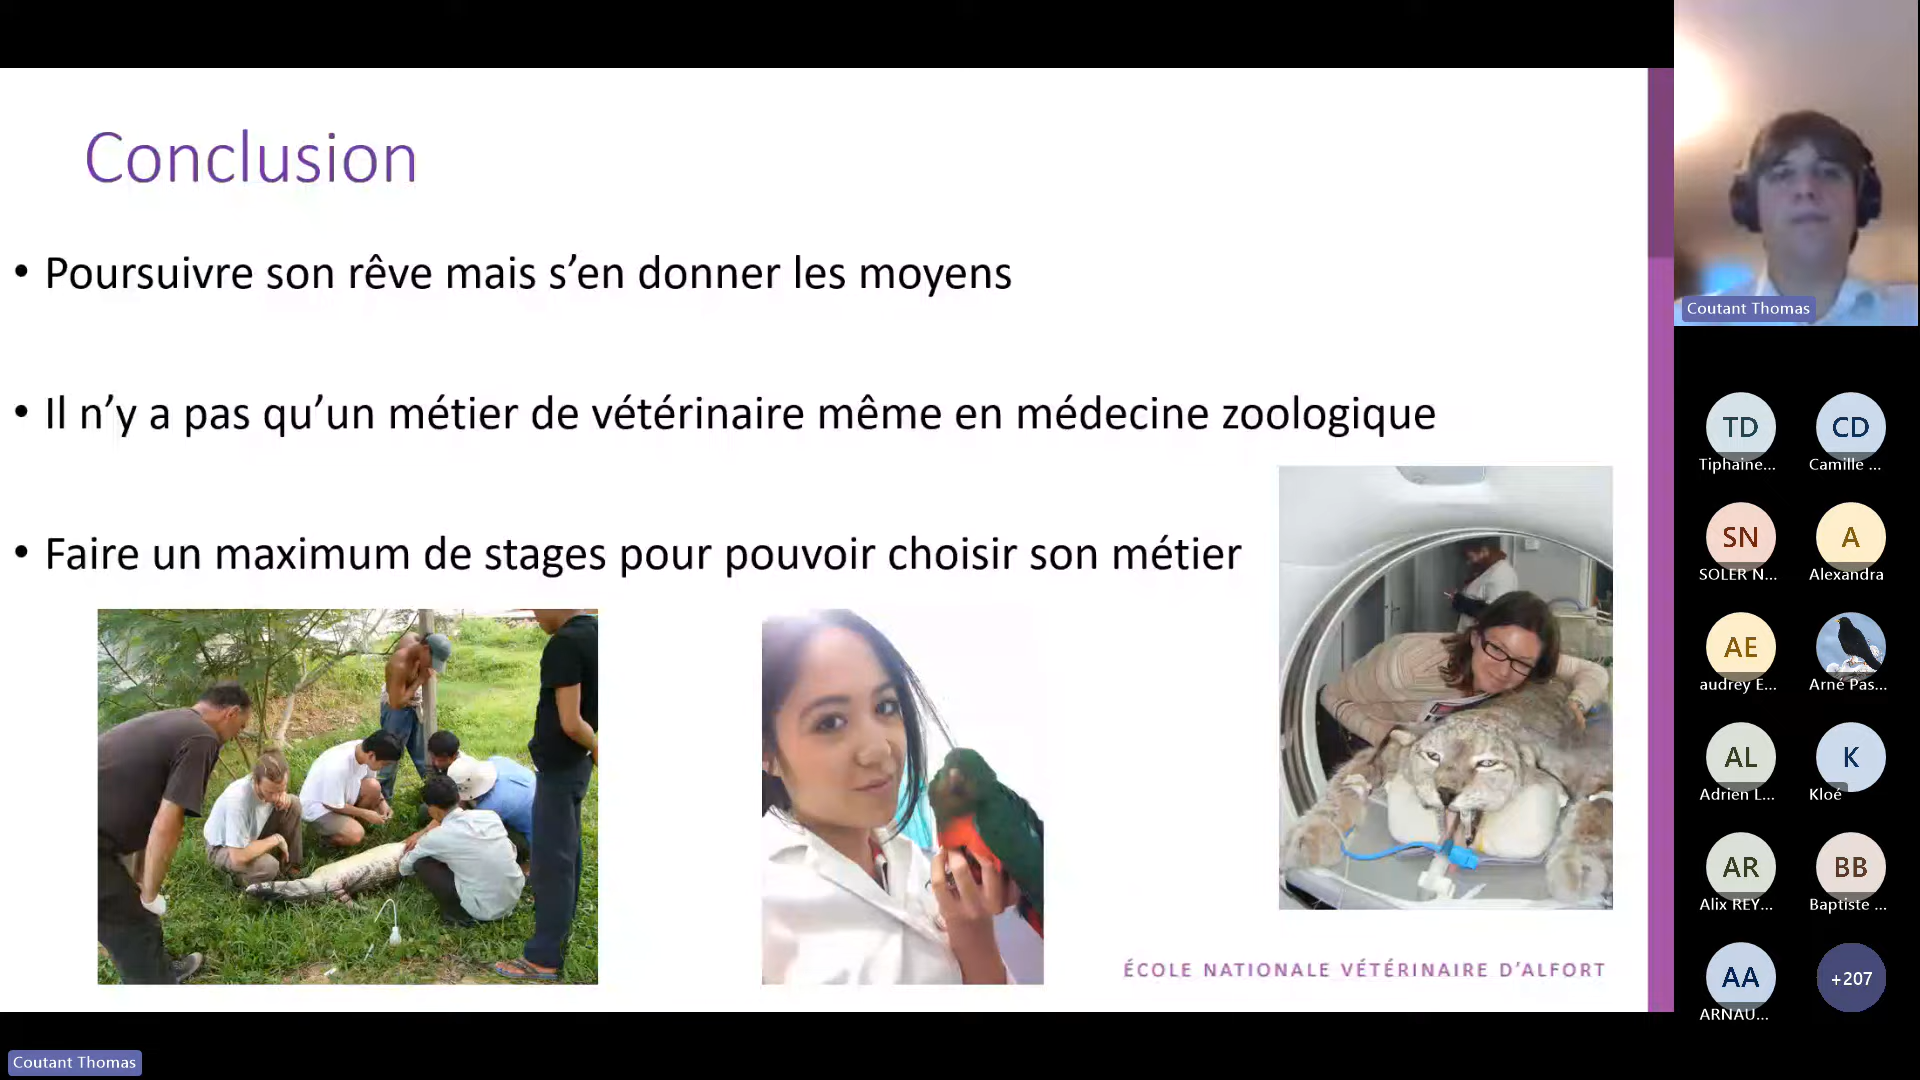 Conclusion
• Poursuivre son rêve mais s’en donner les moyens
• Il n’y a pas qu’un métier de vétérinaire même en médecine zoologique
• Faire un maximum de stages pour pouvoir choisir son métier
ÉCOLE NATIONALE VÉTÉRINAIRE D’ALFORT
Coutant Thomas
TD
Tiphaine...
CD
Camille ...
SN
SOLER N...
A
Alexandra
AE
audrey E...
Arné Pas...
AL
Adrien L...
K
Kloé
AR
Alix REY...
BB
Baptiste ...
AA
ARNAU...
+207
Coutant Thomas